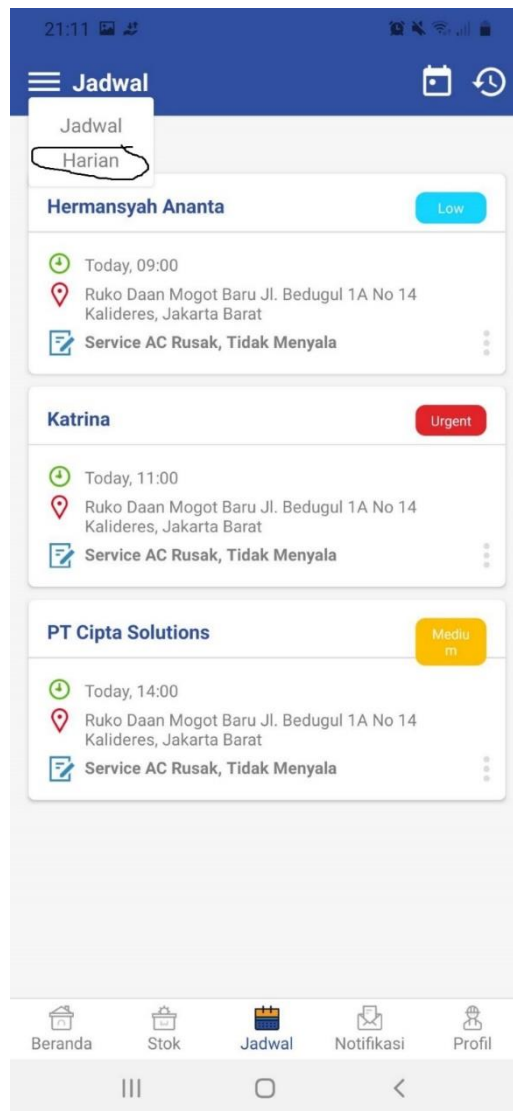 21:11
Jadwal
Jadwal
Harian
Hermansyah Ananta
Low
Today, 09:00
Ruko Daan Mogot Baru Jl. Bedugul 1A No 14
Kalideres, Jakarta Barat
Service AC Rusak, Tidak Menyala
Katrina
Urgent
Today, 11:00
Ruko Daan Mogot Baru Jl. Bedugul 1A No 14
Kalideres, Jakarta Barat
Service AC Rusak, Tidak Menyala
PT Cipta Solutions
Mediu
m
Today, 14:00
Ruko Daan Mogot Baru Jl. Bedugul 1A No 14
Kalideres, Jakarta Barat
Service AC Rusak, Tidak Menyala
Beranda Stok Jadwal Notifikasi Profil